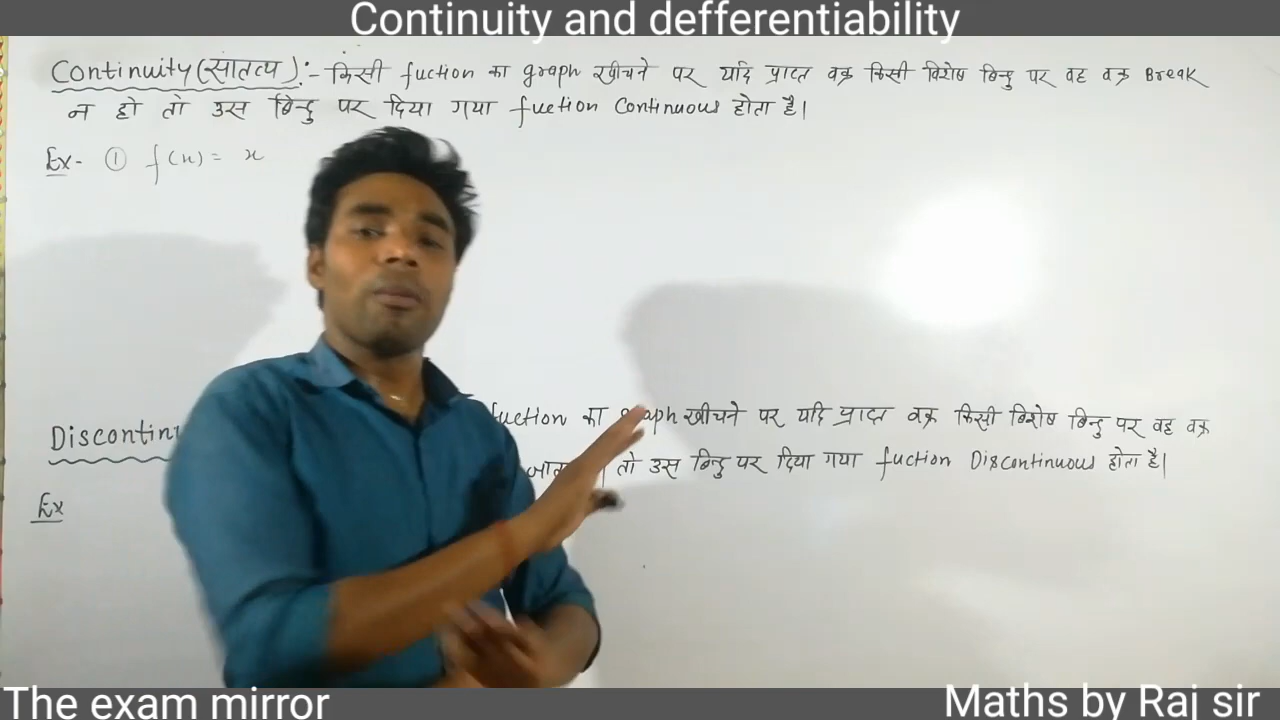 Continuity and defferentiability
Continuity (सांतत्य) :- किसी fuction का graph खीचने पर यदि प्राप्त वक्र किसी विशेष बिन्दु पर वह वक्र Break
न हो तो उस बिन्दु पर दिया गया fuction Continuous होता है।
Ex- ① f(x) = x
fuction का graph खीचने पर यदि प्राप्त वक्र किसी विशेष बिन्दु पर वह वक्र
Discontinu
तो उस बिन्दु पर दिया गया fuction Discontinuous होता है।
Ex
The exam mirror
Maths by Raj sir